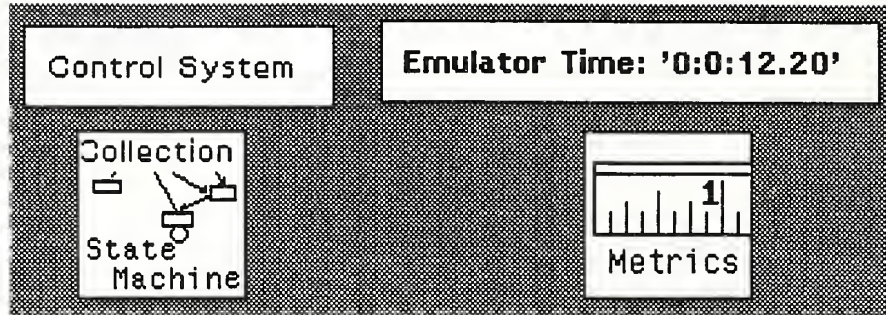 Control System
Emulator Time: '0:0:12.20'
Collection
State
Machine
1
Metrics